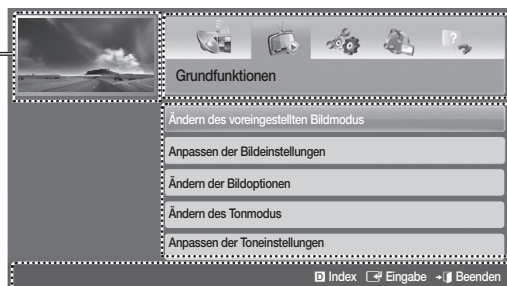 Grundfunktionen
Ändern des voreingestellten Bildmodus
Anpassen der Bildeinstellungen
Ändern der Bildoptionen
Ändern des Tonmodus
Anpassen der Toneinstellungen
D Index Eingabe Beenden